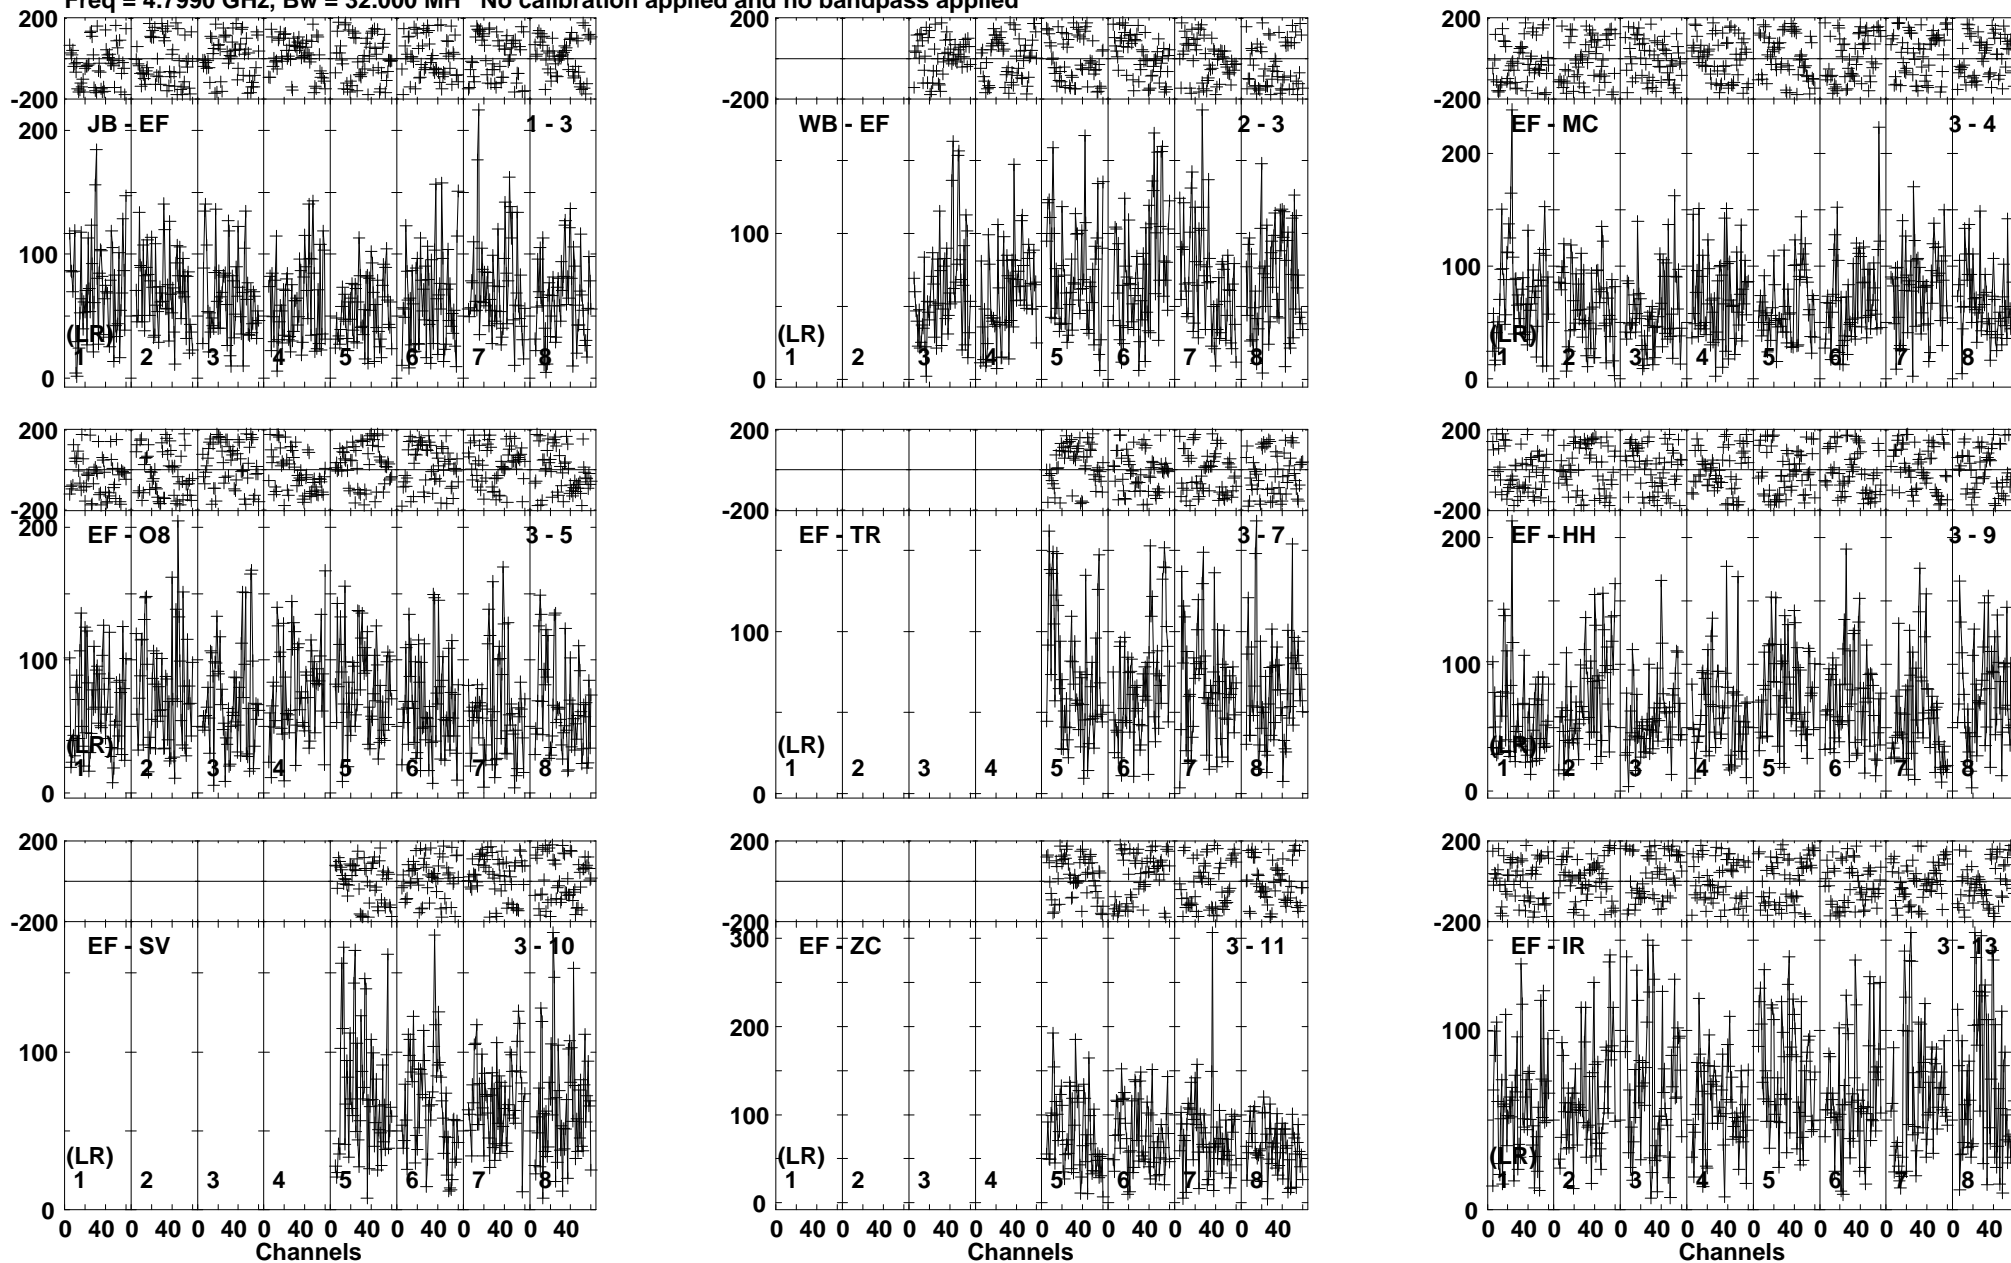 Freq = 4.7990 GHz, Bw = 32.000 MH No calibration applied and no bandpass applied
200 200 200
-200 -200 -200
JB - EF 1 - 3 WB - EF 2 - 3 EF - MC 3 - 4
200 200
100 100 100
(LR) (LR) (LR)
1 2 3 4 5 6 7 8 1 2 3 4 5 6 7 8 1 2 3 4 5 6 7 8
0 0 0
200 200 200
-200 -200 -200
EF - O8 3 - 5 EF - TR 3 - 7 EF - HH 3 - 9
200 200
100 100 100
(LR) (LR) (LR)
1 2 3 4 5 6 7 8 1 2 3 4 5 6 7 8 1 2 3 4 5 6 7 8
0 0 0
200 200 200
-200 -200 -200
EF - SV 3 - 10 EF - ZC 3 - 11 EF - IR 3 - 13
300
200
100 100 100
(LR) (LR) (LR)
1 2 3 4 5 6 7 8 1 2 3 4 5 6 7 8 1 2 3 4 5 6 7 8
0 0 0
0 40 0 40 0 40 0 40 0 40 0 40 0 40 0 40 0 40 0 40 0 40 0 40 0 40 0 40 0 40 0 40 0 40 0 40 0 40 0 40 0 40 0 40 0 40 0 40
Channels Channels Channels